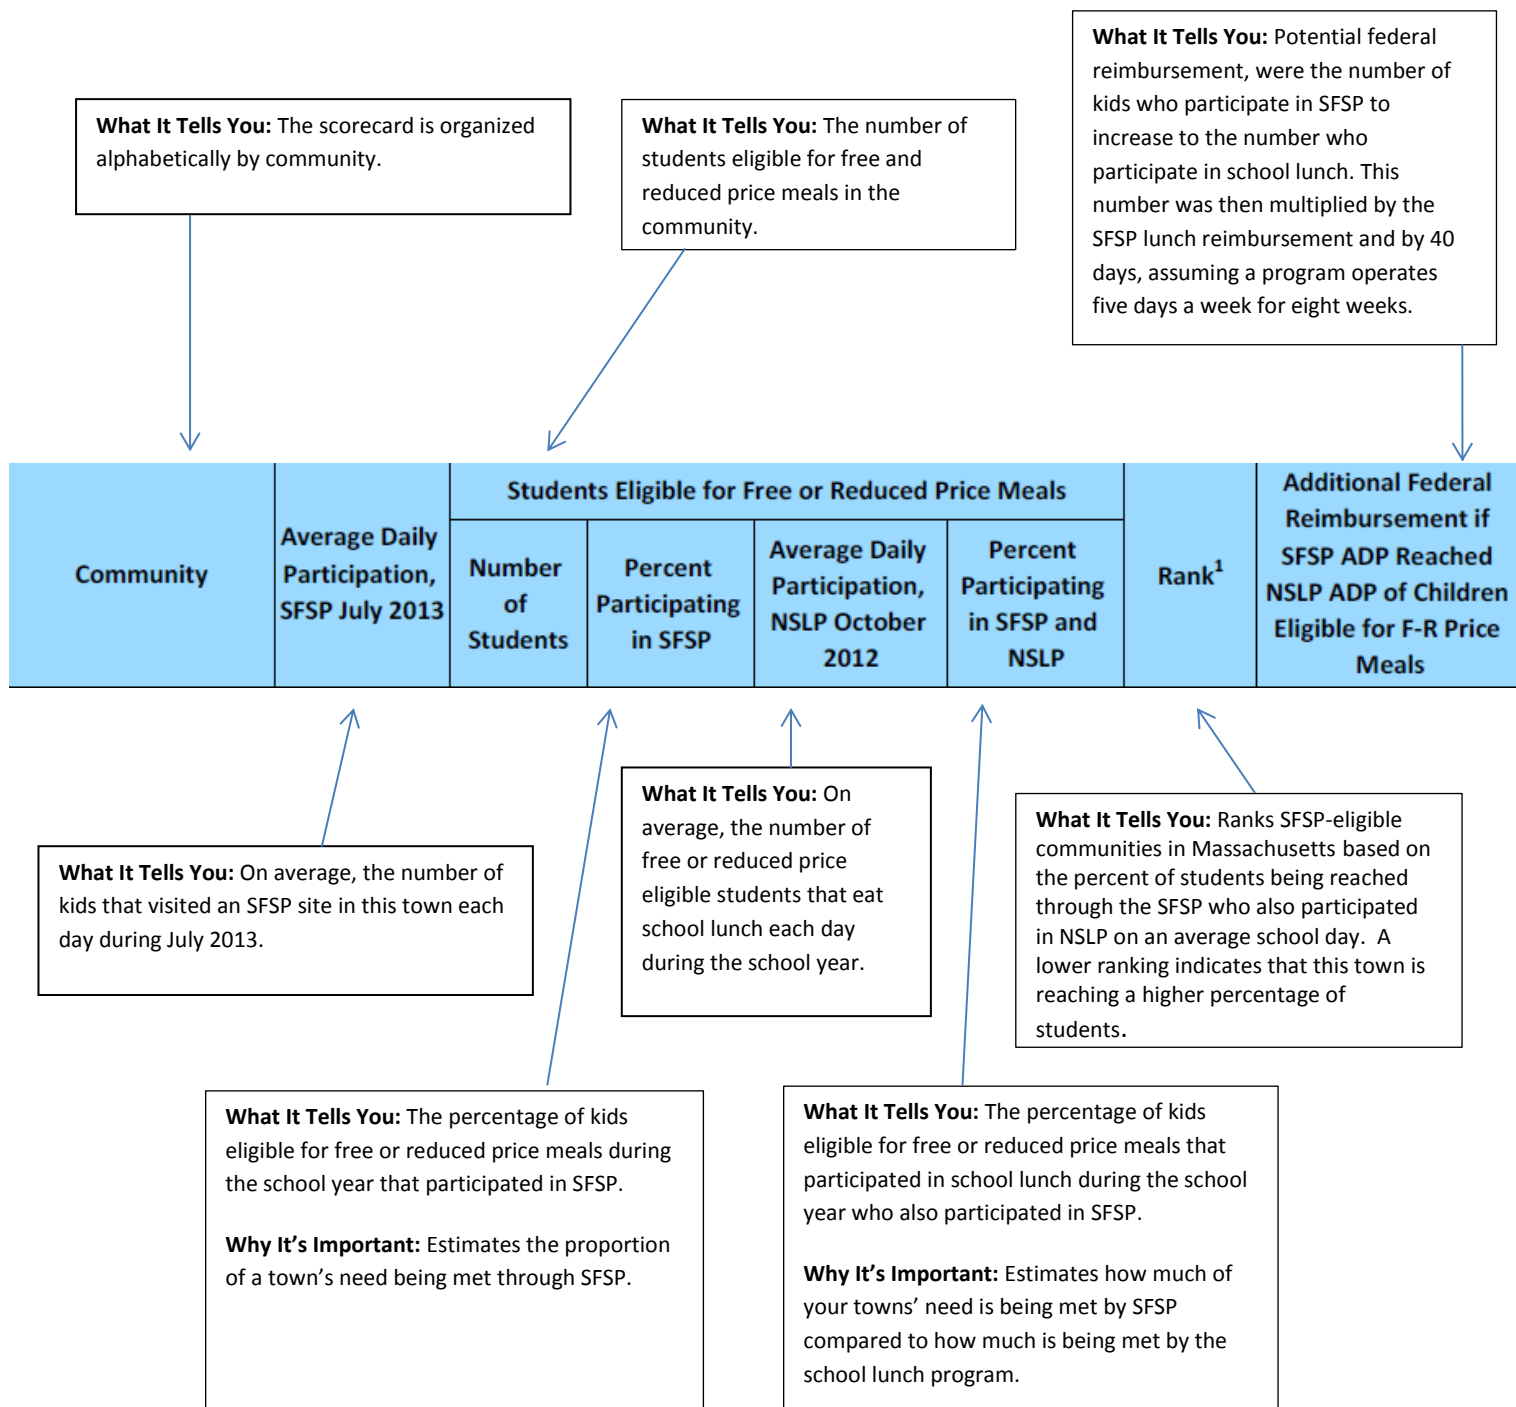 What It Tells You: Potential federal
reimbursement, were the number of
kids who participate in SFSP to
increase to the number who
participate in school lunch. This
number was then multiplied by the
SFSP lunch reimbursement and by 40
days, assuming a program operates
five days a week for eight weeks.
What It Tells You: The scorecard is organized
alphabetically by community.
What It Tells You: The number of
students eligible for free and
reduced price meals in the
community.
Community
Average Daily
Participation,
SFSP July 2013
Students Eligible for Free or Reduced Price Meals
Number
of
Students
Percent
Participating
in SFSP
Average Daily
Participation,
NSLP October
2012
Percent
Participating
in SFSP and
NSLP
Rank¹
Additional Federal
Reimbursement if
SFSP ADP Reached
NSLP ADP of Children
Eligible for F-R Price
Meals
What It Tells You: On average, the number of
kids that visited an SFSP site in this town each
day during July 2013.
What It Tells You: On
average, the number of
free or reduced price
eligible students that eat
school lunch each day
during the school year.
What It Tells You: Ranks SFSP-eligible
communities in Massachusetts based on
the percent of students being reached
through the SFSP who also participated
in NSLP on an average school day.  A
lower ranking indicates that this town is
reaching a higher percentage of
students.
What It Tells You: The percentage of kids
eligible for free or reduced price meals during
the school year that participated in SFSP.
Why It’s Important: Estimates the proportion
of a town’s need being met through SFSP.
What It Tells You: The percentage of kids
eligible for free or reduced price meals that
participated in school lunch during the school
year who also participated in SFSP.
Why It’s Important: Estimates how much of
your towns’ need is being met by SFSP
compared to how much is being met by the
school lunch program.